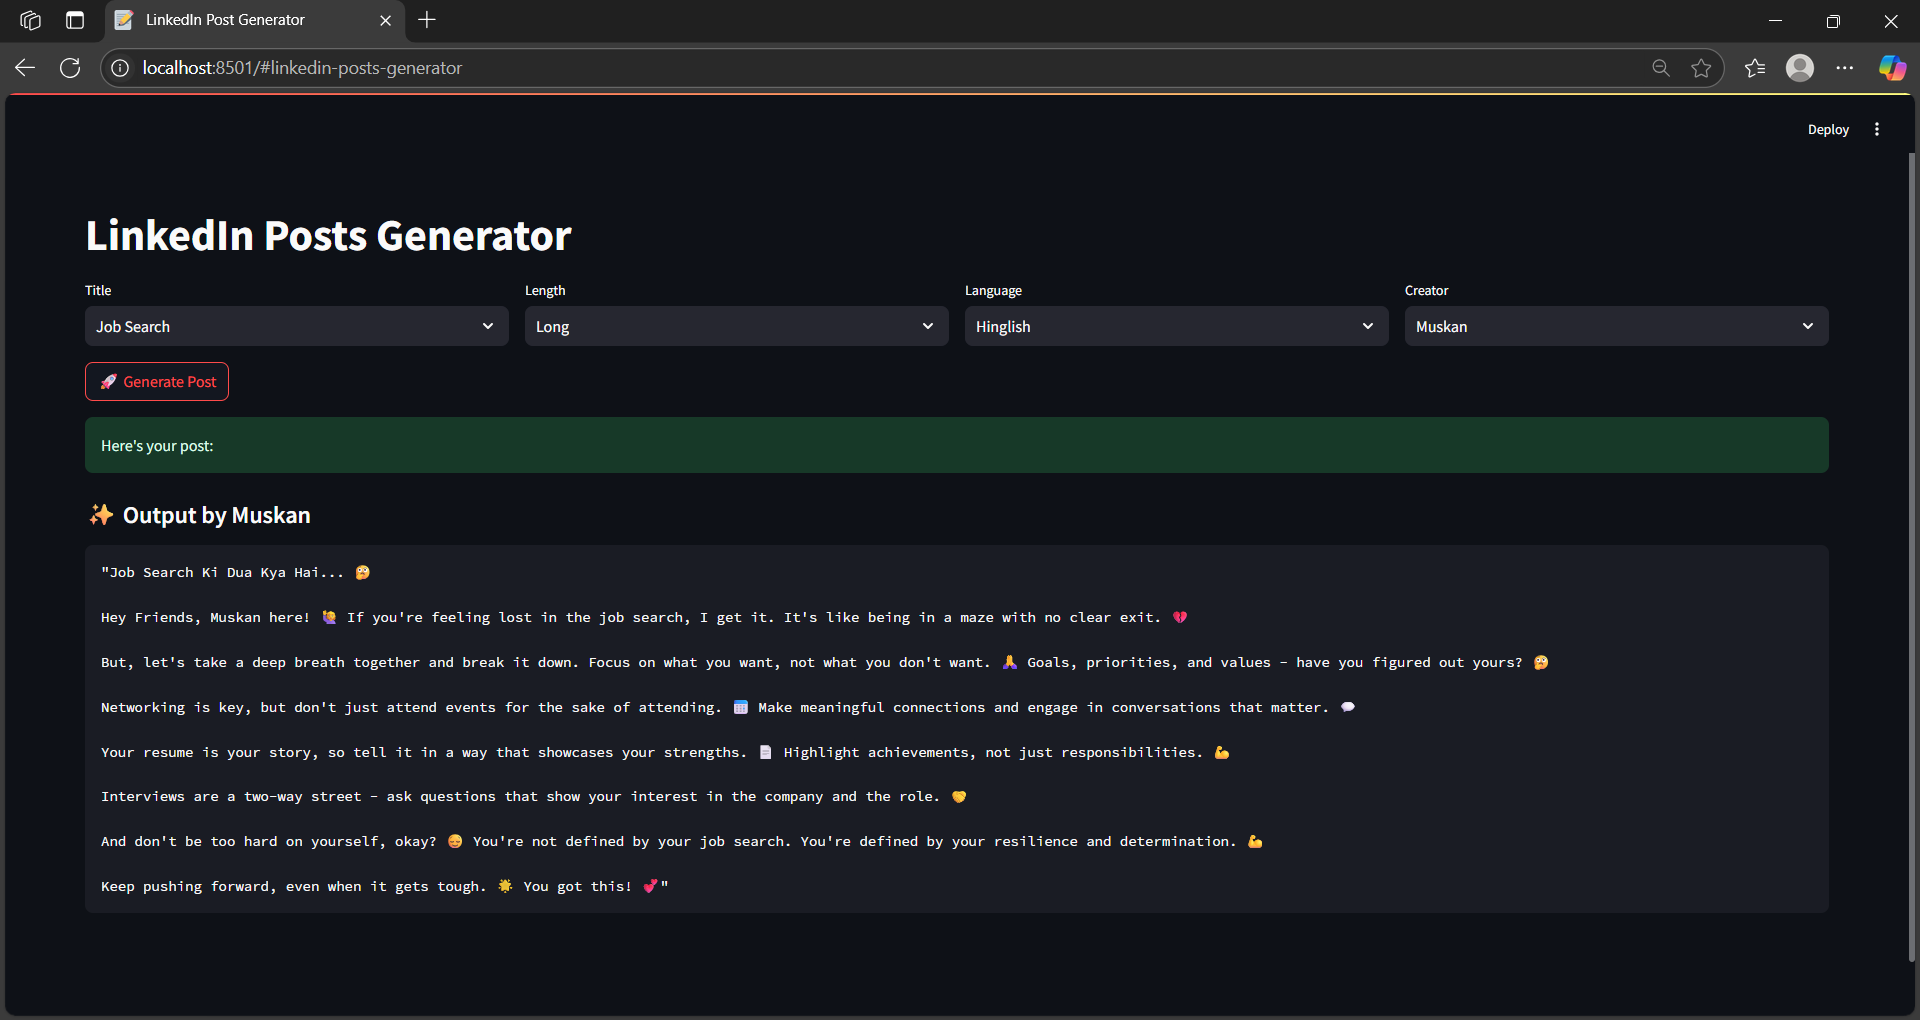 LinkedIn Post Generator
localhost:8501/#linkedin-posts-generator
Deploy
LinkedIn Posts Generator
Title
Length
Language
Creator
Job Search
Long
Hinglish
Muskan
🚀 Generate Post
Here's your post:
✨ Output by Muskan
"Job Search Ki Dua Kya Hai... 🤔
Hey Friends, Muskan here! 🙋 If you're feeling lost in the job search, I get it. It's like being in a maze with no clear exit. 💔
But, let's take a deep breath together and break it down. Focus on what you want, not what you don't want. 🙏 Goals, priorities, and values - have you figured out yours? 🤔
Networking is key, but don't just attend events for the sake of attending. 📅 Make meaningful connections and engage in conversations that matter. 💬
Your resume is your story, so tell it in a way that showcases your strengths. 📄 Highlight achievements, not just responsibilities. 💪
Interviews are a two-way street - ask questions that show your interest in the company and the role. 🤝
And don't be too hard on yourself, okay? 😊 You're not defined by your job search. You're defined by your resilience and determination. 💪
Keep pushing forward, even when it gets tough. 🌟 You got this! 💕"